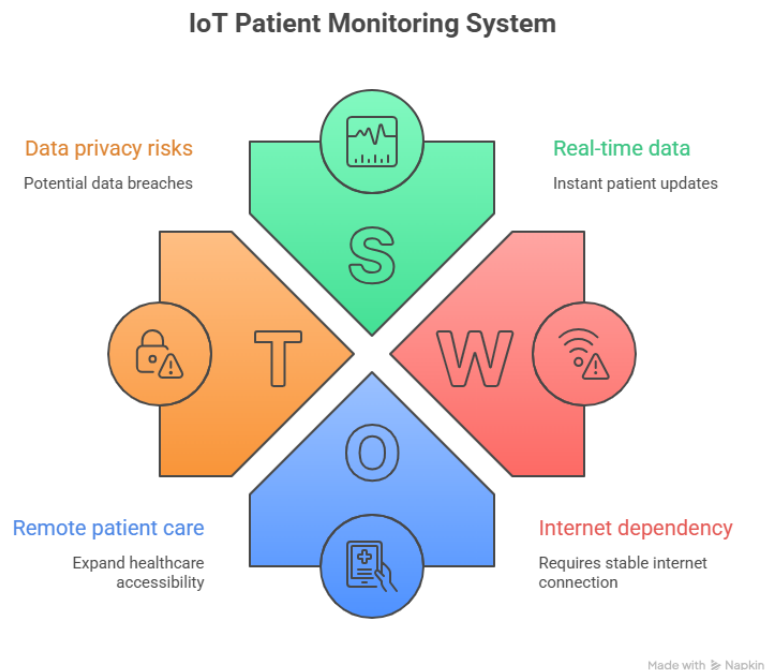 IoT Patient Monitoring System
Data privacy risks
Potential data breaches
Real-time data
Instant patient updates
S
T
W
O
Remote patient care
Expand healthcare
accessibility
Internet dependency
Requires stable internet
connection
Made with Napkin